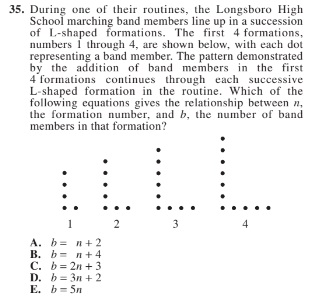 35. During one of their routines, the Longsboro High
School marching band members line up in a succession
of L-shaped formations. The first 4 formations,
numbers 1 through 4, are shown below, with each dot
representing a band member. The pattern demonstrated
by the addition of band members in the first
4 formations continues through each successive
L-shaped formation in the routine. Which of the
following equations gives the relationship between n,
the formation number, and b, the number of band
members in that formation?
1 2 3 4
A. b = n + 2
B. b = n + 4
C. b = 2n + 3
D. b = 3n + 2
E. b = 5n